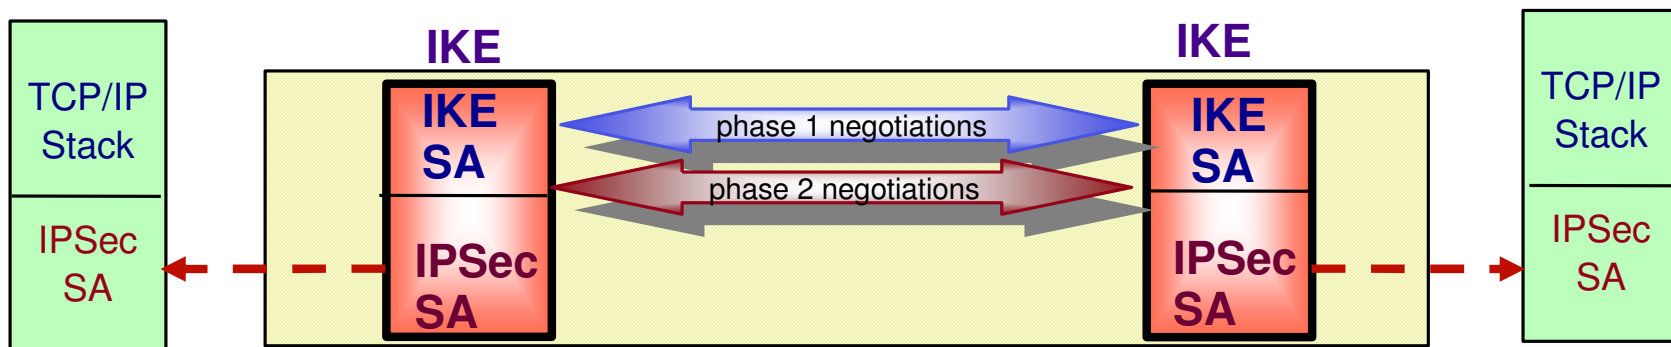 TCP/IP
Stack
IPSec
SA
IKE
IKE
SA
IPSec
SA
phase 1 negotiations
phase 2 negotiations
IKE
IKE
SA
IPSec
SA
TCP/IP
Stack
IPSec
SA